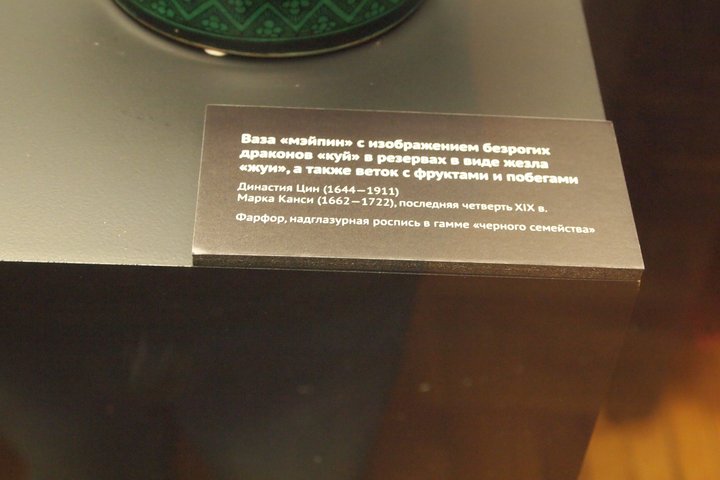 Ваза «мэйпин» с изображением безрогих
драконов «куй» в резервах в виде жезла
«жуи», а также веток с фруктами и побегами
Династия Цин (1644—1911)
Марка Канси (1662—1722), последняя четверть XIX в.
Фарфор, надглазурная роспись в гамме «черного семейства»